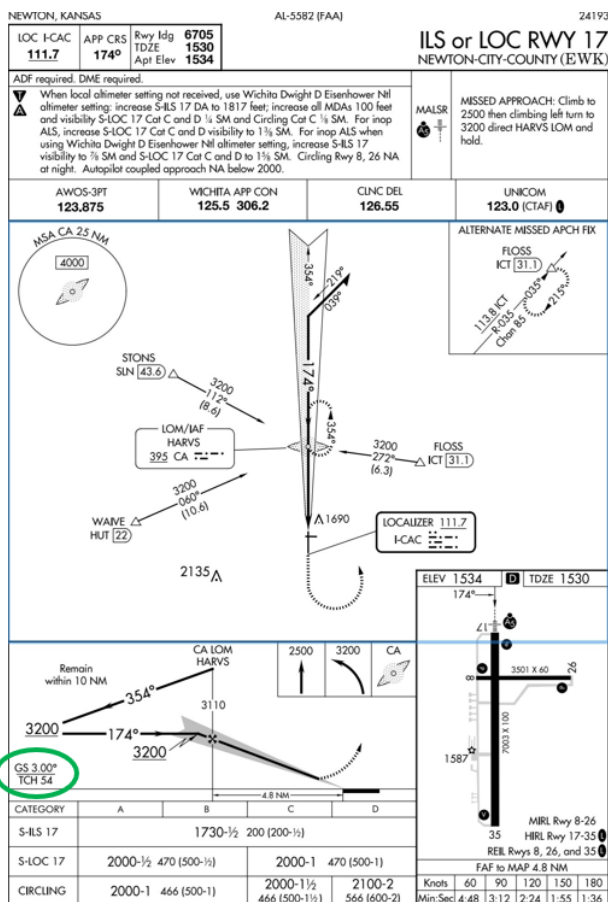 NEWTON, KANSAS
AL-5582 (FAA)
24193
LOC I-CAC
111.7
APP CRS
174°
Rwy ldg 6705
TDZE 1530
Apt Elev 1534
ILS or LOC RWY 17
NEWTON-CITY-COUNTY (EWK)
ADF required. DME required.
T
A
When local altimeter setting not received, use Wichita Dwight D Eisenhower Ntl
altimeter setting: increase S-ILS 17 DA to 1817 feet; increase all MDAs 100 feet
and visibility S-LOC 17 Cat C and D ¼ SM and Circling Cat C ⅛ SM. For inop
ALS, increase S-LOC 17 Cat C and D visibility to 1⅜ SM. For inop ALS when
using Wichita Dwight D Eisenhower Ntl altimeter setting, increase S-ILS 17
visibility to ⅞ SM and S-LOC 17 Cat C and D to 1⅝ SM. Circling Rwy 8, 26 NA
at night. Autopilot coupled approach NA below 2000.
MALSR
MISSED APPROACH: Climb to
2500 then climbing left turn to
3200 direct HARVS LOM and
hold.
AWOS-3PT
123.875
WICHITA APP CON
125.5 306.2
CLNC DEL
126.55
UNICOM
123.0 (CTAF) L
MSA CA 25 NM
4000
ALTERNATE MISSED APCH FIX
FLOSS
ICT 31.1
035°
215°
113.8 ICT
R-035
Chan 85
354°
219°
039°
174°
STONS
SLN 43.6
3200
112°
(8.6)
LOM/IAF
HARVS
395 CA
354°
3200
272°
(6.3)
FLOSS
ICT 31.1
3200
060°
(10.6)
WAIVE
HUT 22
1690
LOCALIZER 111.7
I-CAC
2135
ELEV 1534
D
TDZE 1530
174°
17
3501 X 60
26
8
7003 X 100
1587
35
MIRL Rwy 8-26
HIRL Rwy 17-35 L
REIL Rwys 8, 26, and 35 L
CA LOM
HARVS
Remain
within 10 NM
354°
3110
3200
174°
3200
GS 3.00°
TCH 54
4.8 NM
2500
3200
CA
CATEGORY A B C D
S-ILS 17 1730-½ 200 (200-½)
S-LOC 17 2000-½ 470 (500-½) 2000-1 470 (500-1)
CIRCLING 2000-1 466 (500-1) 2000-1½ 466 (500-1½) 2100-2 566 (600-2)
FAF to MAP 4.8 NM
Knots 60 90 120 150 180
Min:Sec 4:48 3:12 2:24 1:55 1:36